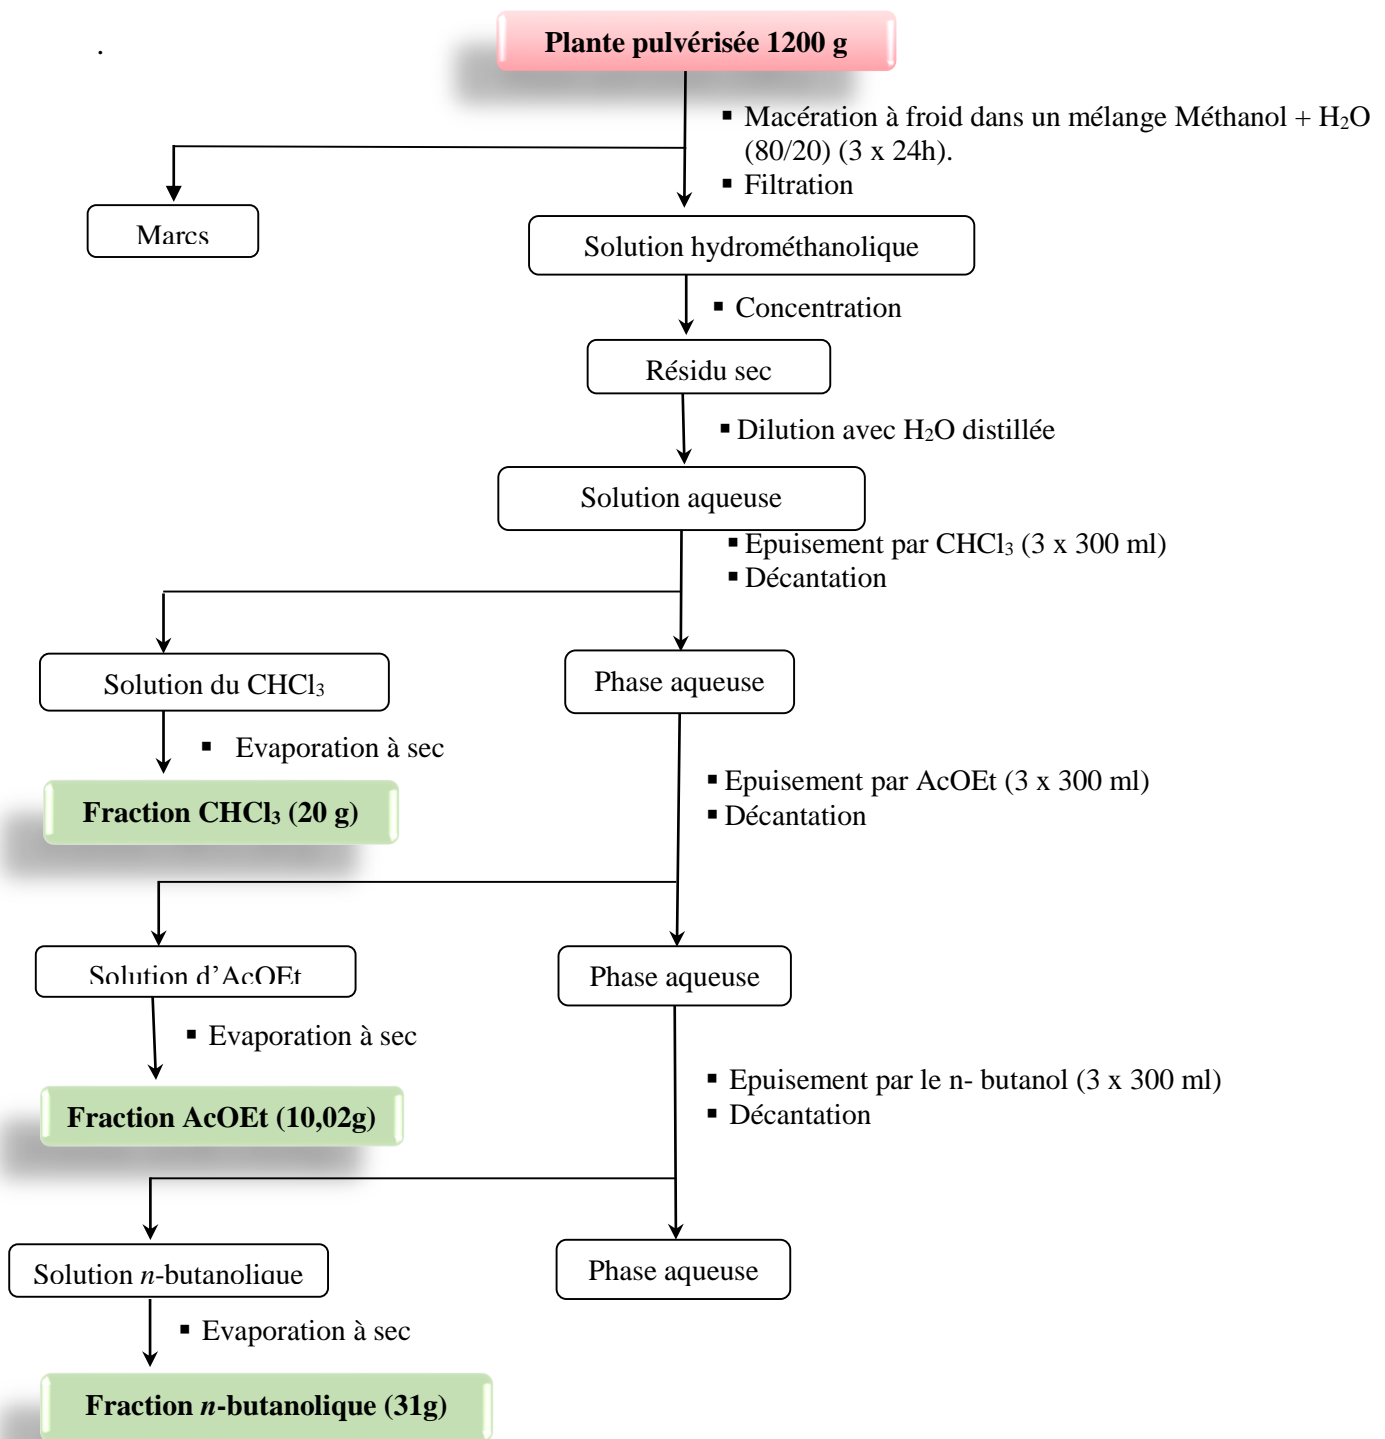 .
Plante pulvérisée 1200 g
▪ Macération à froid dans un mélange Méthanol + H₂O
(80/20) (3 x 24h).
▪ Filtration
Marcs
Solution hydrométhanolique
▪ Concentration
Résidu sec
▪ Dilution avec H₂O distillée
Solution aqueuse
▪ Epuisement par CHCl₃ (3 x 300 ml)
▪ Décantation
Solution du CHCl₃
Phase aqueuse
▪ Evaporation à sec
Fraction CHCl₃ (20 g)
▪ Epuisement par AcOEt (3 x 300 ml)
▪ Décantation
Solution d’AcOEt
Phase aqueuse
▪ Evaporation à sec
Fraction AcOEt (10,02g)
▪ Epuisement par le n- butanol (3 x 300 ml)
▪ Décantation
Solution n-butanolique
Phase aqueuse
▪ Evaporation à sec
Fraction n-butanolique (31g)